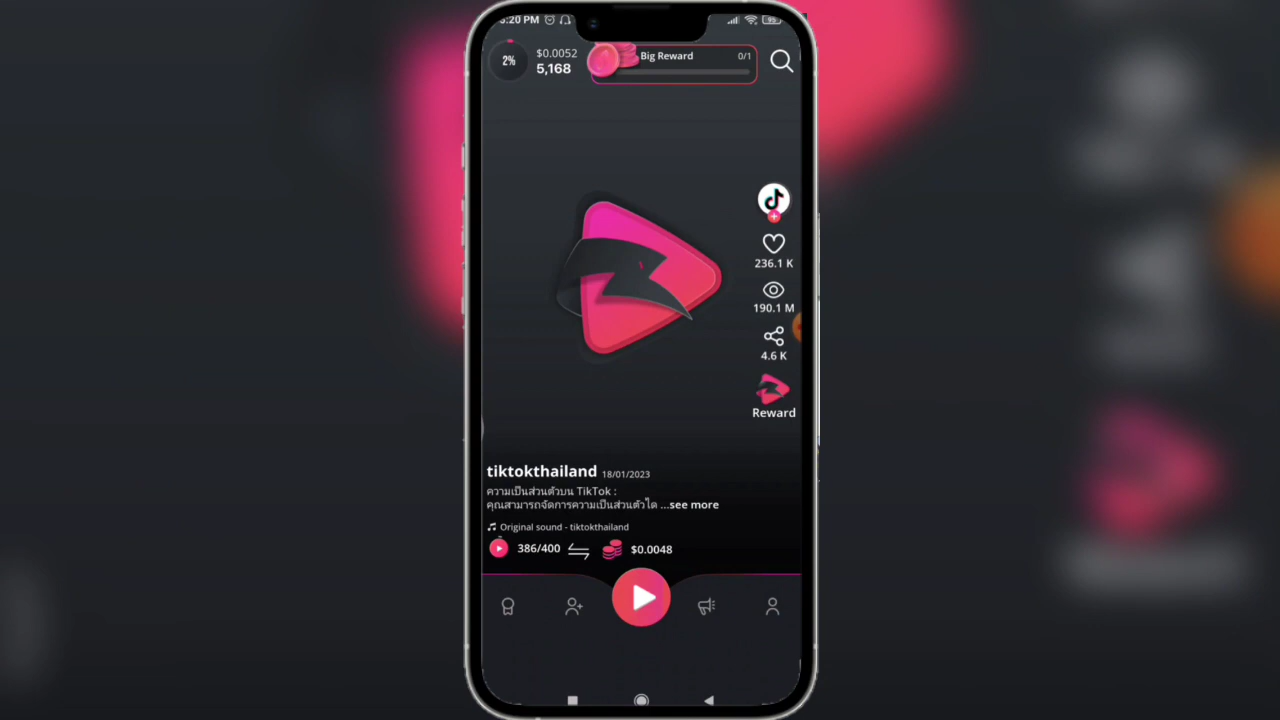 :20 PM
99
2%
$0.0052
5,168
Big Reward
0/1
236.1 K
190.1 M
4.6 K
Reward
tiktokthailand 18/01/2023
ความเป็นส่วนตัวบน TikTok :
คุณสามารถจัดการความเป็นส่วนตัวได ...see more
Original sound - tiktokthailand
386/400
$0.0048